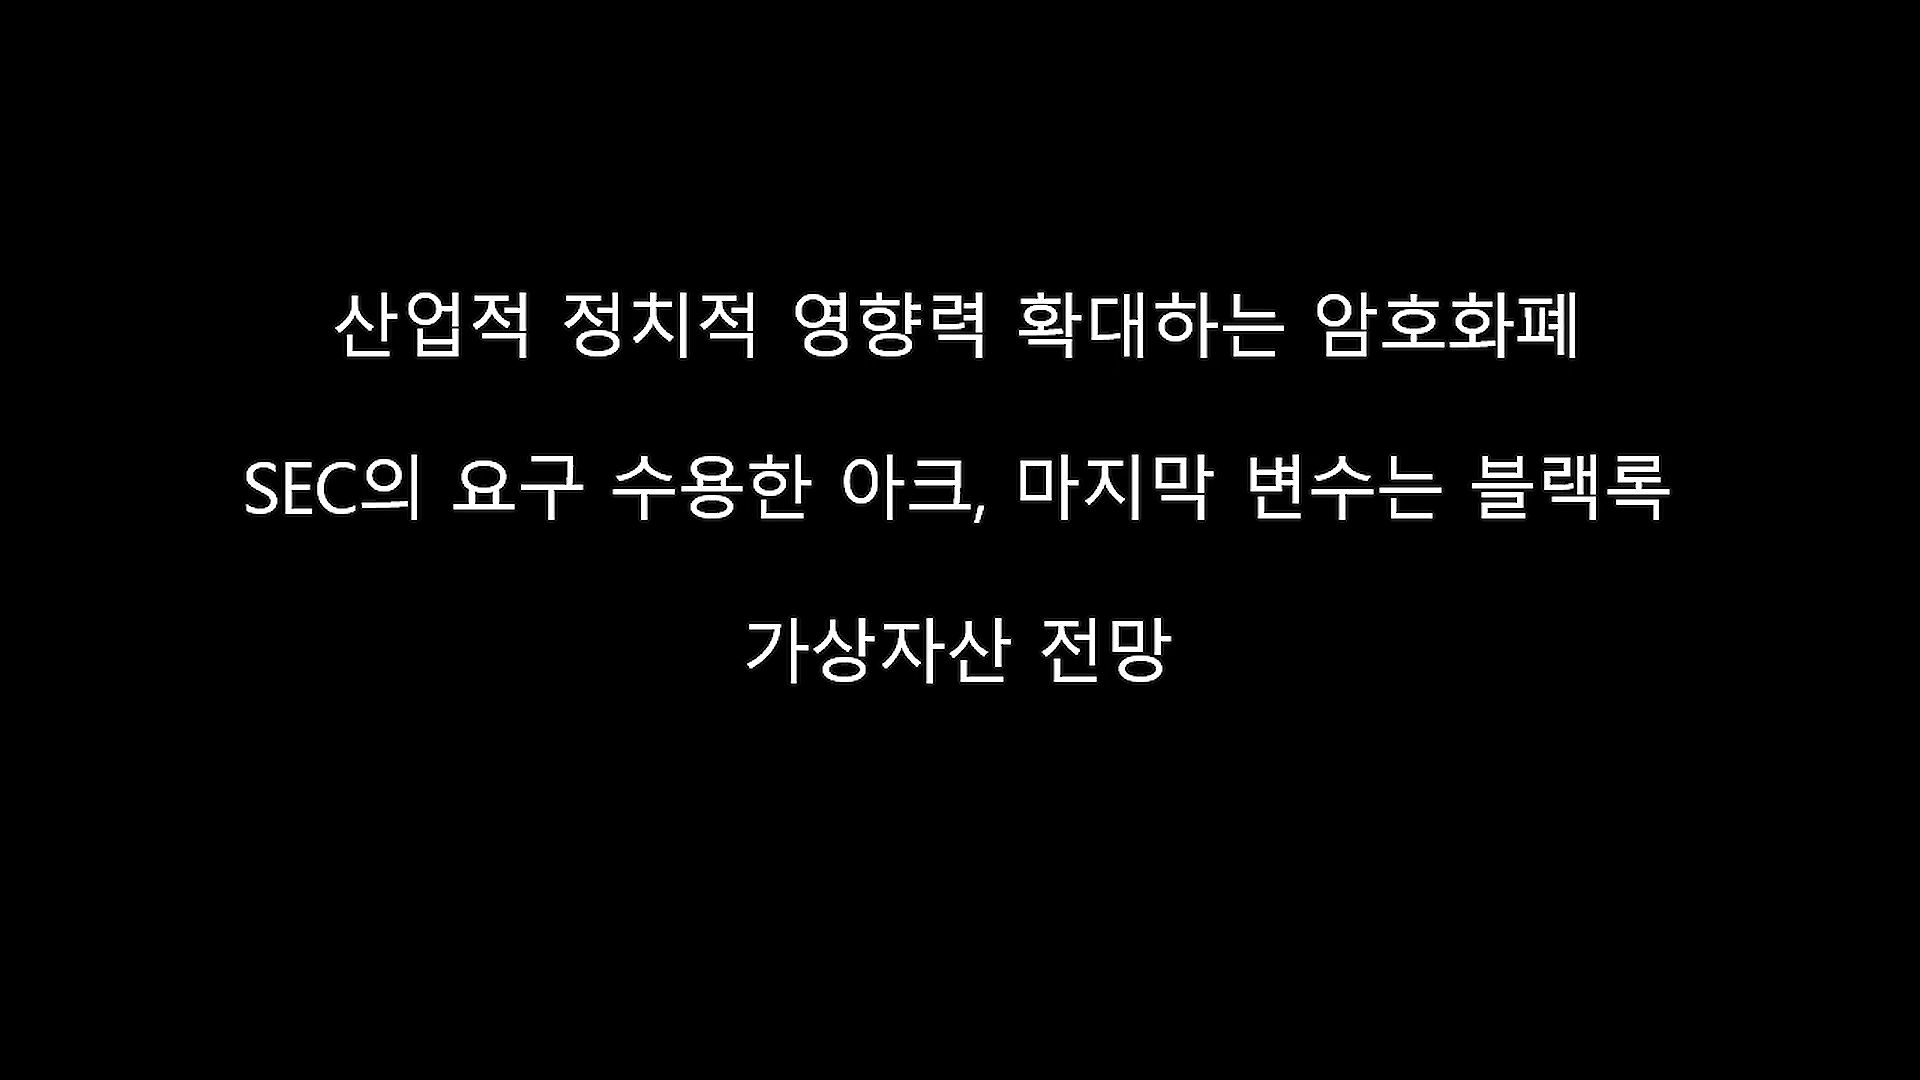 산업적 정치적 영향력 확대하는 암호화폐
SEC의 요구 수용한 아크, 마지막 변수는 블랙록
가상자산 전망